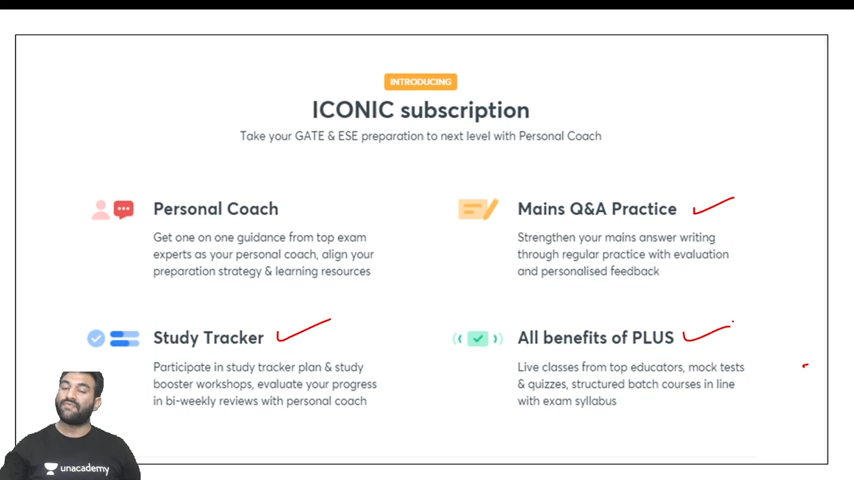 INTRODUCING
ICONIC subscription
Take your GATE & ESE preparation to next level with Personal Coach
Personal Coach
Get one on one guidance from top exam
experts as your personal coach, align your
preparation strategy & learning resources
Mains Q&A Practice
Strengthen your mains answer writing
through regular practice with evaluation
and personalised feedback
Study Tracker
Participate in study tracker plan & study
booster workshops, evaluate your progress
in bi-weekly reviews with personal coach
All benefits of PLUS
Live classes from top educators, mock tests
& quizzes, structured batch courses in line
with exam syllabus
unacademy